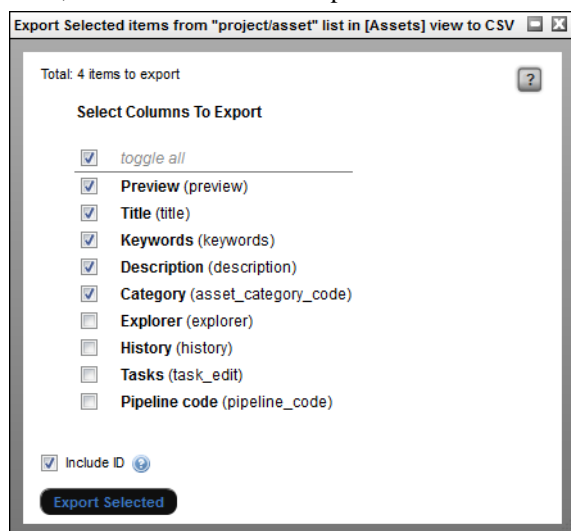 Export Selected items from "project/asset" list in [Assets] view to CSV
Total: 4 items to export
?
Select Columns To Export
toggle all
Preview (preview)
Title (title)
Keywords (keywords)
Description (description)
Category (asset_category_code)
Explorer (explorer)
History (history)
Tasks (task_edit)
Pipeline code (pipeline_code)
Include ID ?
Export Selected